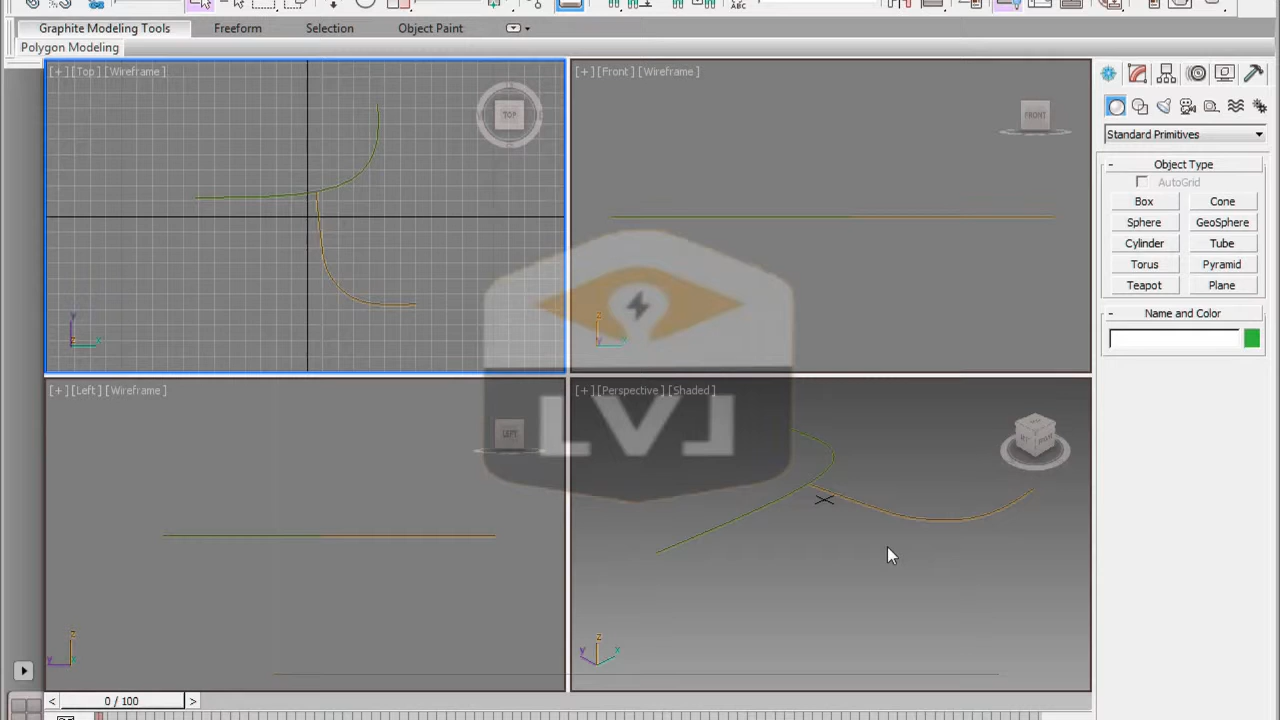 Graphite Modeling Tools Freeform Selection Object Paint
Polygon Modeling
[+] [Top] [Wireframe]
TOP
[+] [Front] [Wireframe]
FRONT
Standard Primitives
Object Type
AutoGrid
Box Cone
Sphere GeoSphere
Cylinder Tube
Torus Pyramid
Teapot Plane
Name and Color
y
z x
z
x
LVL
[+] [Left] [Wireframe]
LEFT
[+] [Perspective] [Shaded]
z
y x
z
y x
< 0 / 100 >